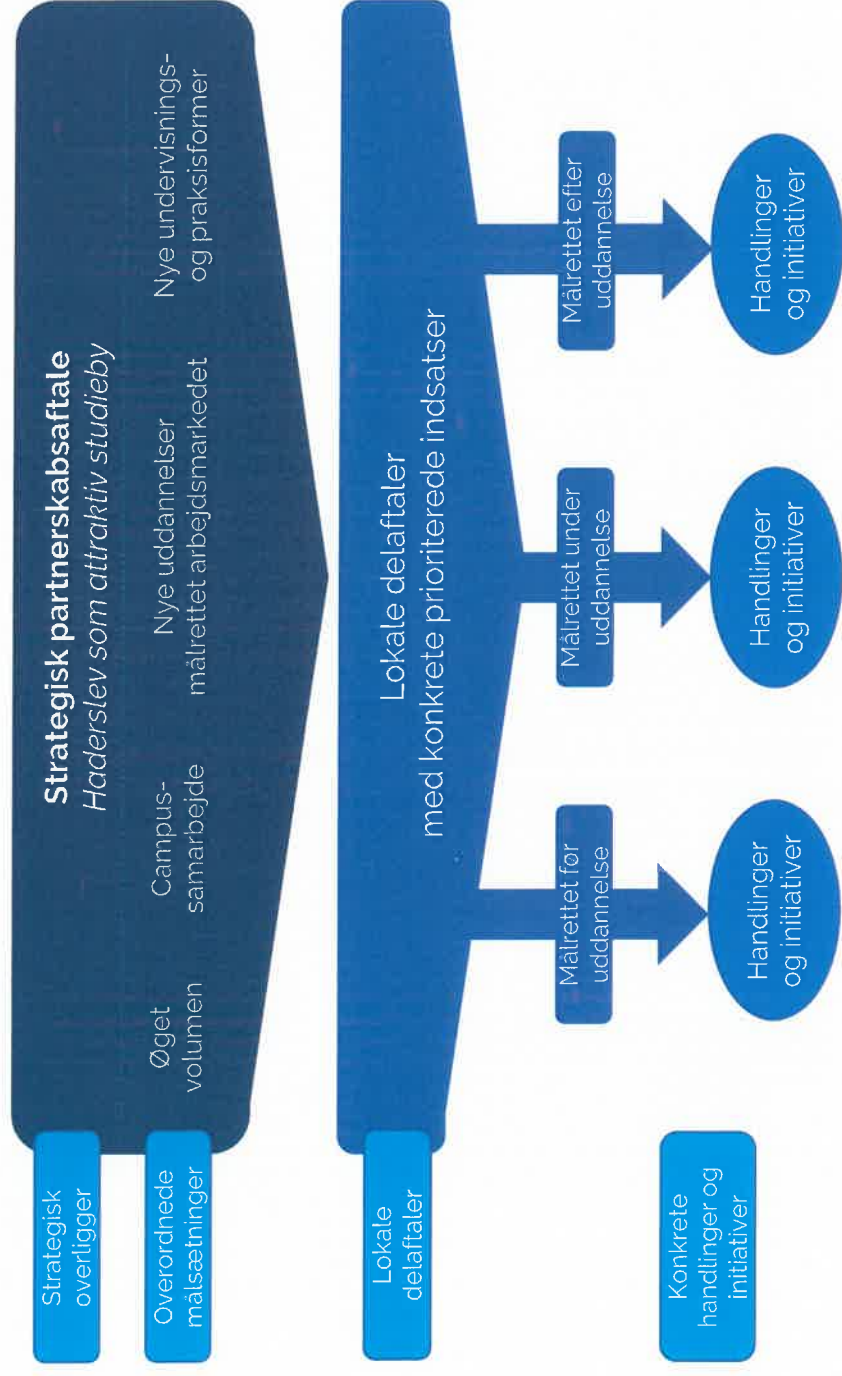 Strategisk
overligger
Strategisk partnerskabsaftale
Haderslev som attraktiv studieby
Overordnede
målsætninger
Øget
volumen
Campus-
samarbejde
Nye uddannelser
målrettet arbejdsmarkedet
Nye undervisnings-
og praksisformer
Lokale
delaftaler
Lokale delaftaler
med konkrete prioriterede indsatser
Målrettet før
uddannelse
Målrettet under
uddannelse
Målrettet efter
uddannelse
Konkrete
handlinger og
initiativer
Handlinger
og initiativer
Handlinger
og initiativer
Handlinger
og initiativer